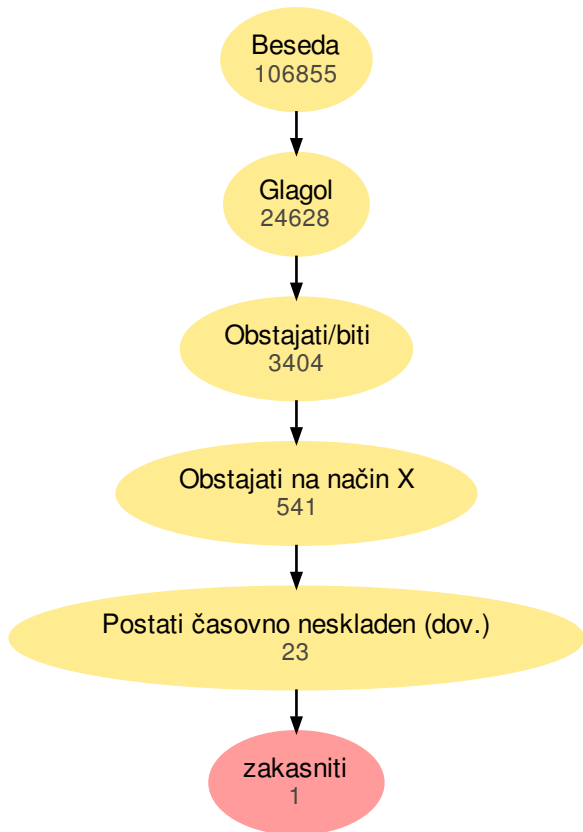 Beseda
106855
Glagol
24628
Obstajati/biti
3404
Obstajati na način X
541
Postati časovno neskladen (dov.)
23
zakasniti
1